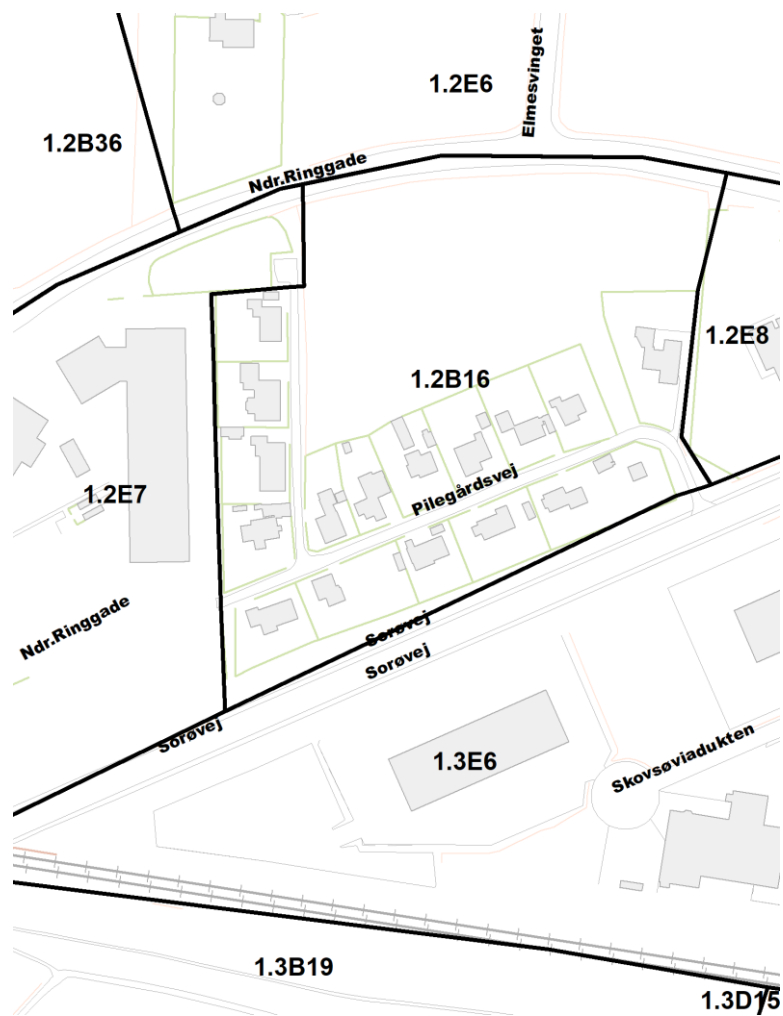 1.2E6
Elmesvinget
1.2B36
Ndr.Ringgade
1.2E8
1.2B16
1.2E7
Pilegårdsvej
Ndr.Ringgade
Sorøvej
Sorøvej
Sorøvej
1.3E6
Skovsøviadukten
1.3B19
1.3D15